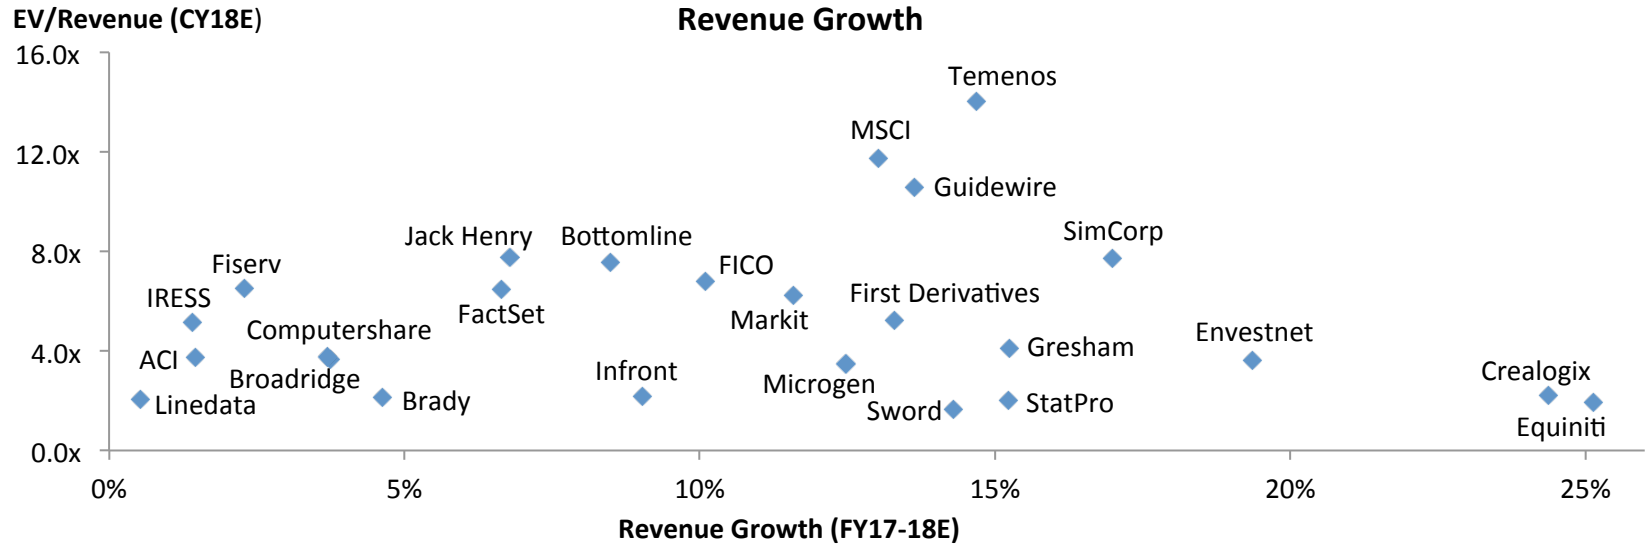 EV/Revenue (CY18E)
Revenue Growth
16.0x
Temenos
MSCI
12.0x
Guidewire
SimCorp
Jack Henry
Bottomline
8.0x
Fiserv
FICO
IRESS
First Derivatives
FactSet
Markit
Computershare
Envestnet
Gresham
4.0x
ACI
Broadridge
Infront
Crealogix
Microgen
Linedata
Brady
Sword
StatPro
Equiniti
0.0x
0%
5%
10%
15%
20%
25%
Revenue Growth (FY17-18E)